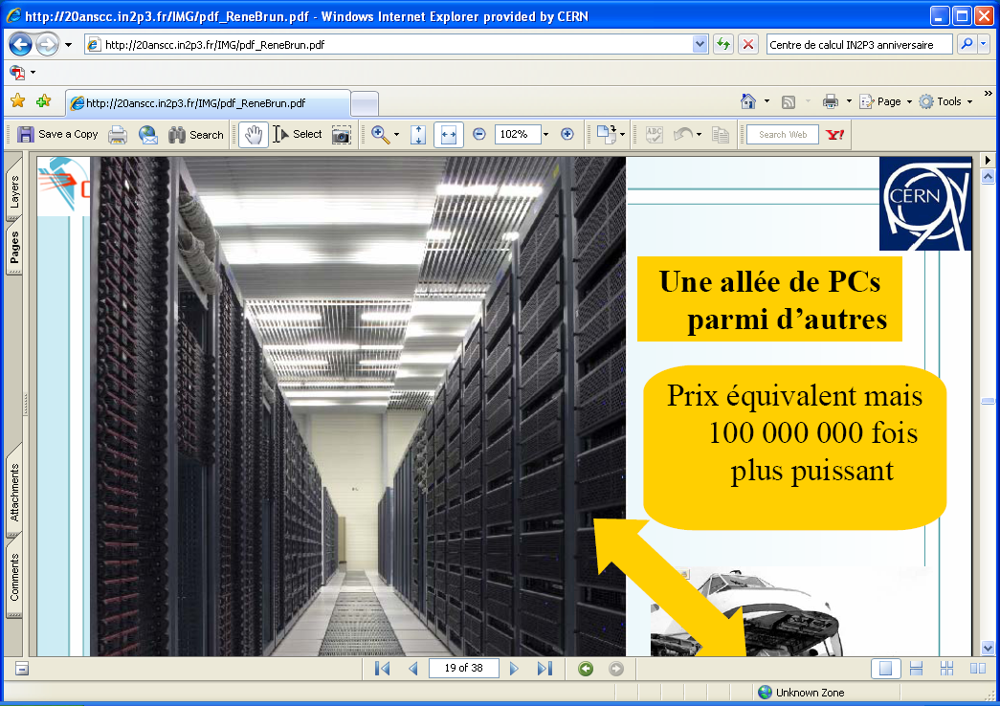 http://20anscc.in2p3.fr/IMG/pdf_ReneBrun.pdf - Windows Internet Explorer provided by CERN
http://20anscc.in2p3.fr/IMG/pdf_ReneBrun.pdf
Centre de calcul IN2P3 anniversaire
http://20anscc.in2p3.fr/IMG/pdf_ReneBrun.pdf
Page
Tools
Save a Copy
Search
Select
102%
ABC
Search Web
Y!
Layers
Pages
Attachments
Comments
CERN
Une allée de PCs
parmi d'autres
Prix équivalent mais
100 000 000 fois
plus puissant
19 of 38
Unknown Zone